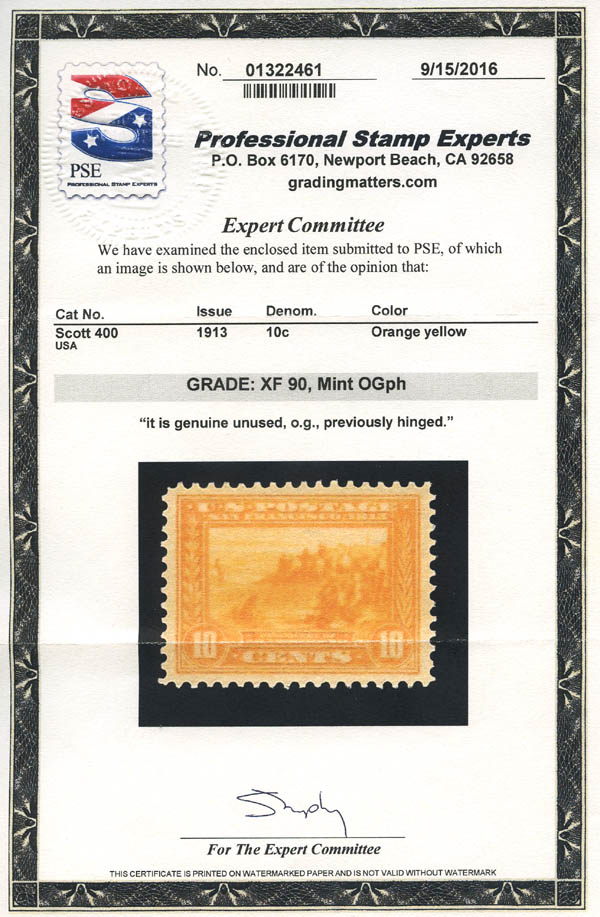 No. 01322461 9/15/2016
PSE
PROFESSIONAL STAMP EXPERTS
Professional Stamp Experts
P.O. Box 6170, Newport Beach, CA 92658
gradingmatters.com
Expert Committee
We have examined the enclosed item submitted to PSE, of which
an image is shown below, and are of the opinion that:
Cat No. Issue Denom. Color
Scott 400 1913 10c Orange yellow
USA
GRADE: XF 90, Mint OGph
“it is genuine unused, o.g., previously hinged.”
U·S·POSTAGE
10 10
CENTS
For The Expert Committee
THIS CERTIFICATE IS PRINTED ON WATERMARKED PAPER AND IS NOT VALID WITHOUT WATERMARK